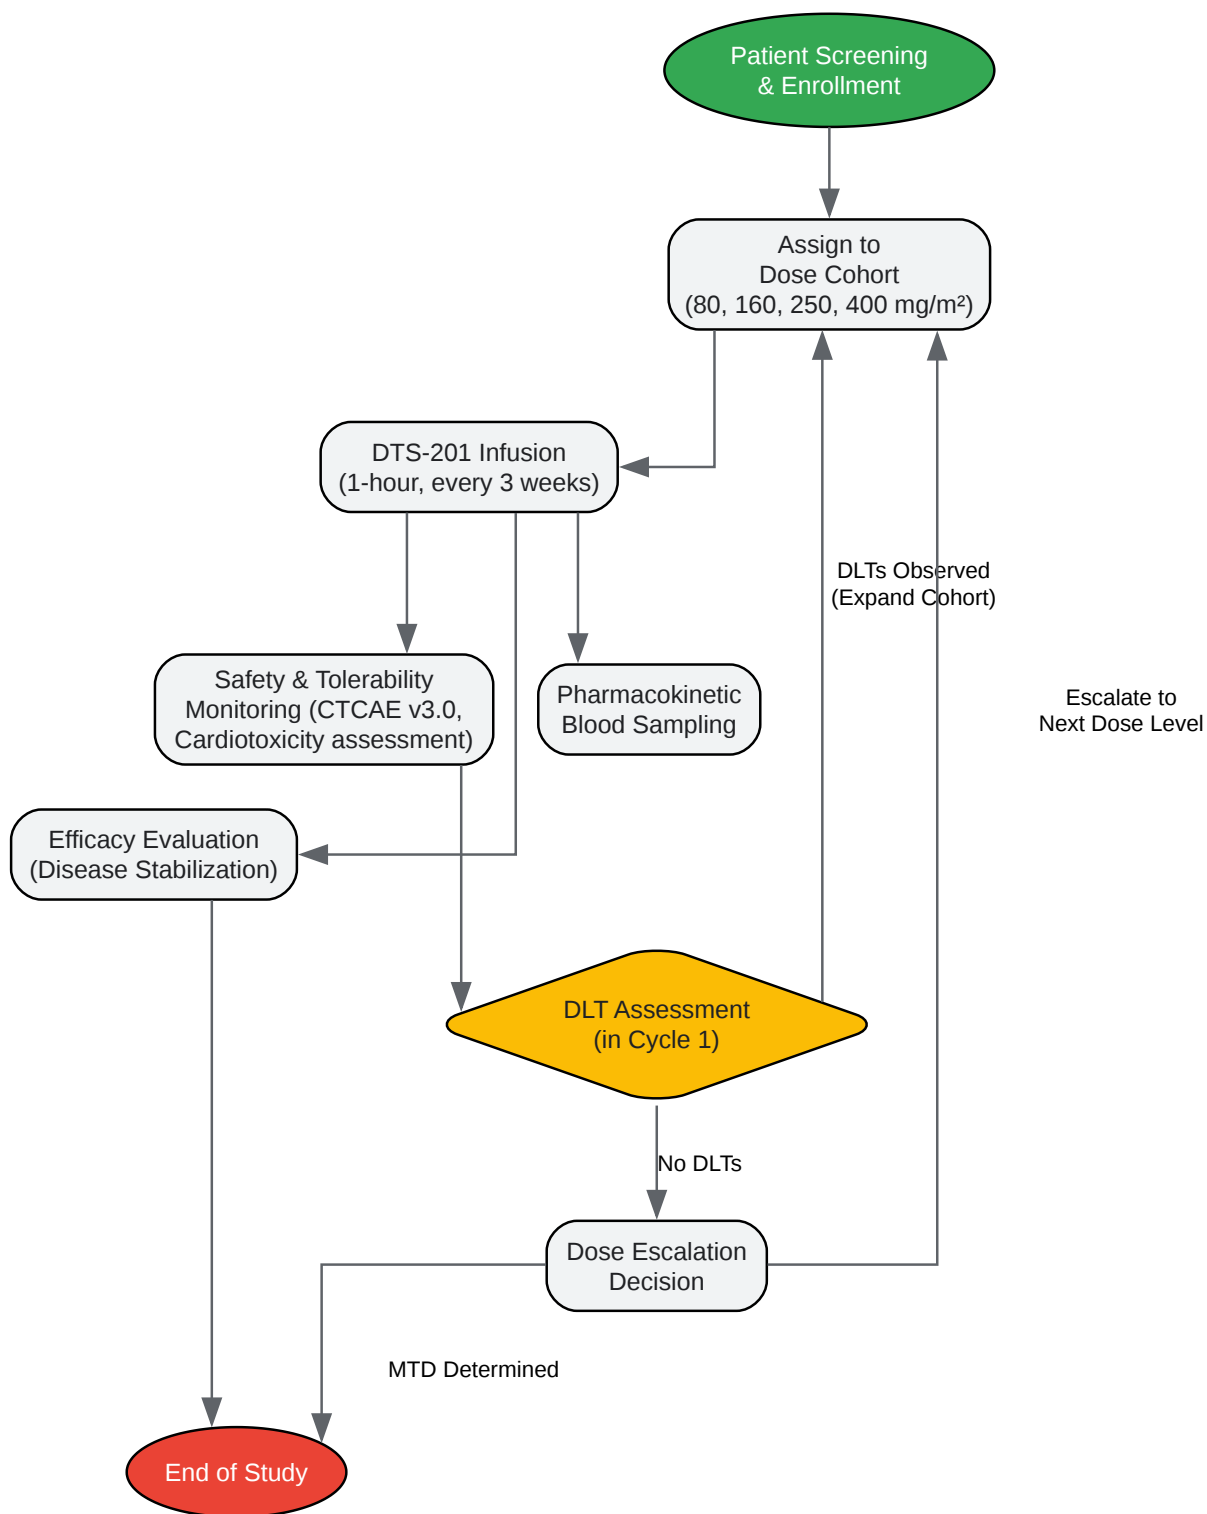 Patient Screening
& Enrollment
Assign to
Dose Cohort
(80, 160, 250, 400 mg/m²)
DTS-201 Infusion
(1-hour, every 3 weeks)
DLTs Observed
(Expand Cohort)
Safety & Tolerability
Monitoring (CTCAE v3.0,
Cardiotoxicity assessment)
Pharmacokinetic
Blood Sampling
Escalate to
Next Dose Level
Efficacy Evaluation
(Disease Stabilization)
DLT Assessment
(in Cycle 1)
No DLTs
Dose Escalation
Decision
MTD Determined
End of Study